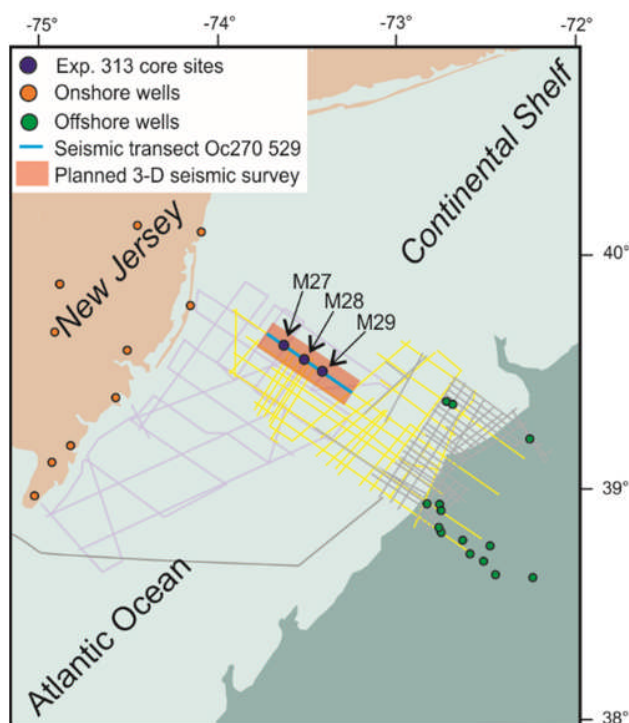 -75°
-74°
-73°
-72°
Exp. 313 core sites
Onshore wells
Offshore wells
Seismic transect Oc270 529
Planned 3-D seismic survey
Continental Shelf
New Jersey
40°
M27
M28
M29
39°
Atlantic Ocean
38°